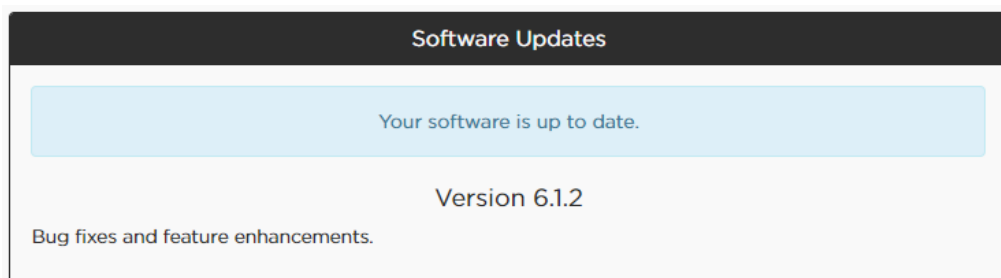 Software Updates
Your software is up to date.
Version 6.1.2
Bug fixes and feature enhancements.